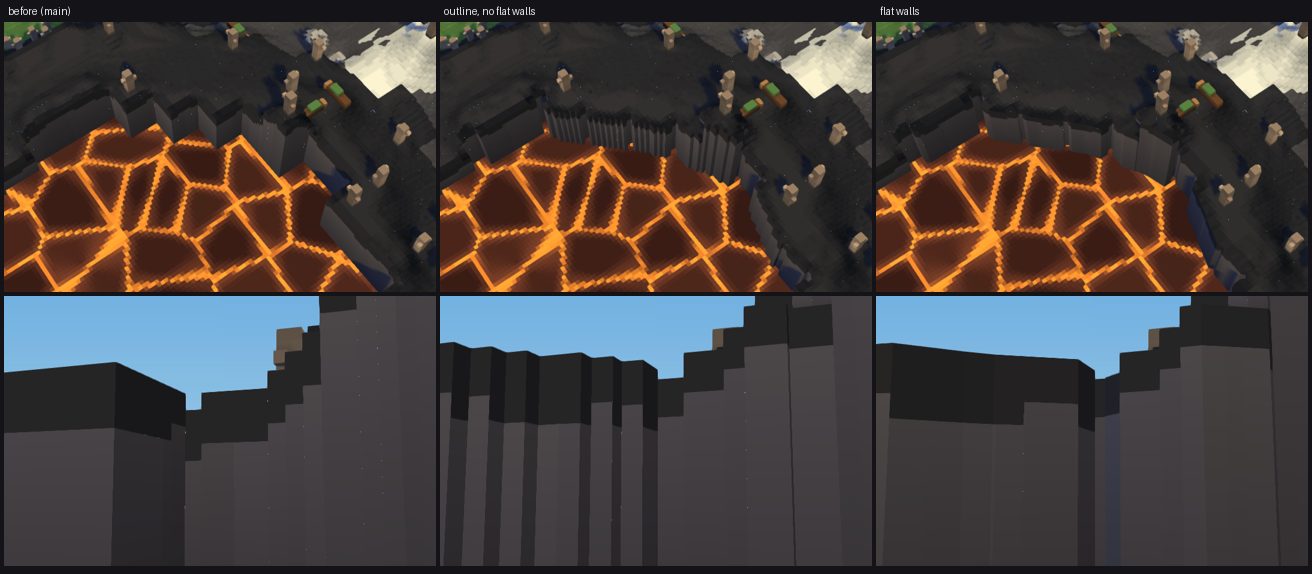 before (main)
outline, no flat walls
flat walls